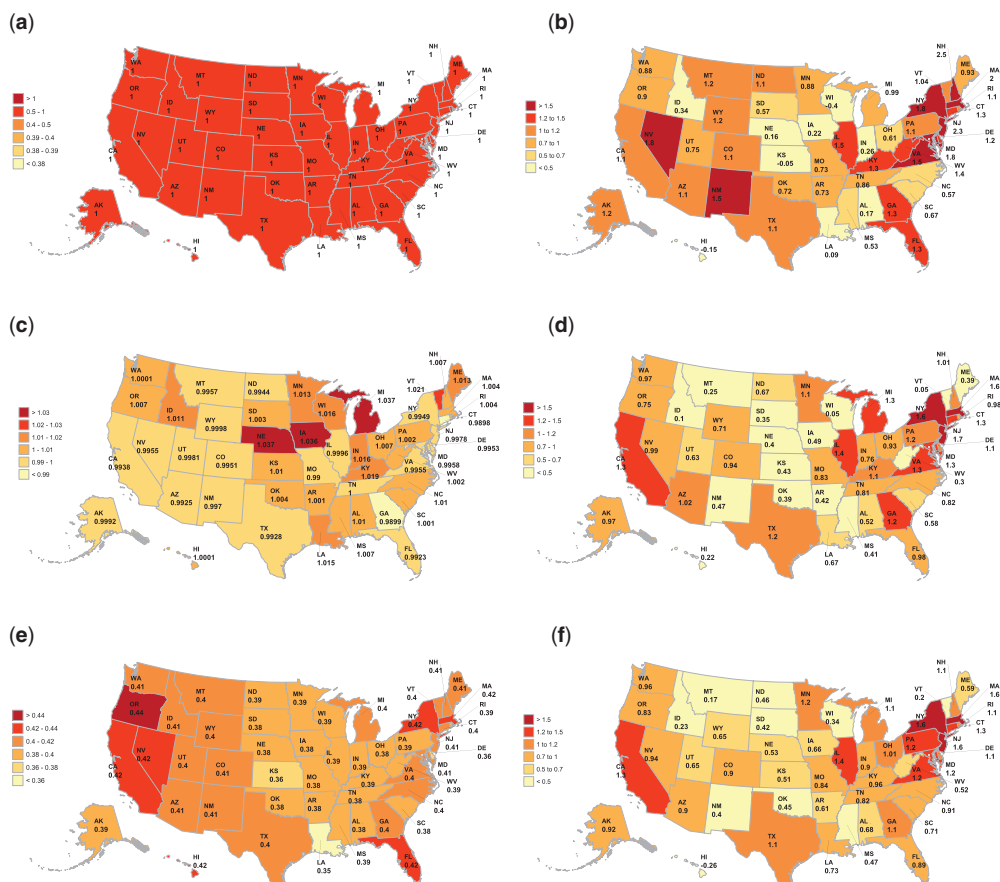 (a)
> 1
0.5 - 1
0.4 - 0.5
0.39 - 0.4
0.38 - 0.39
< 0.38
WA 1
OR 1
CA 1
NV 1
ID 1
MT 1
WY 1
UT 1
CO 1
AZ 1
NM 1
ND 1
SD 1
NE 1
KS 1
OK 1
TX 1
MN 1
IA 1
MO 1
AR 1
LA 1
WI 1
IL 1
MI 1
IN 1
OH 1
KY 1
TN 1
MS 1
AL 1
GA 1
FL 1
SC 1
NC 1
VA 1
WV 1
MD 1
DE 1
PA 1
NJ 1
NY 1
CT 1
RI 1
MA 1
VT 1
NH 1
ME 1
AK 1
HI 1
(b)
> 1.5
1.2 to 1.5
1 to 1.2
0.7 to 1
0.5 to 0.7
< 0.5
WA 0.88
OR 0.9
CA 1.1
NV 1.8
ID 0.34
MT 1.2
WY 1.2
UT 0.75
CO 1.1
AZ 1.1
NM 1.5
ND 1.1
SD 0.57
NE 0.16
KS -0.05
OK 0.72
TX 1.1
MN 0.88
IA 0.22
MO 0.73
AR 0.73
LA 0.09
WI -0.4
IL 1.5
MI 0.99
IN 0.26
OH 0.61
KY 1.3
TN 0.86
MS 0.53
AL 0.17
GA 1.3
FL 1.3
SC 0.67
NC 0.57
VA 1.5
WV 1.4
MD 1.8
DE 1.2
PA 1.1
NJ 2.3
NY 1.8
CT 1.3
RI 1.1
MA 2
VT 1.04
NH 2.5
ME 0.93
AK 1.2
HI -0.15
(c)
> 1.03
1.02 - 1.03
1.01 - 1.02
1 - 1.01
0.99 - 1
< 0.99
WA 1.0001
OR 1.007
CA 0.9938
NV 0.9955
ID 1.011
MT 0.9957
WY 0.9998
UT 0.9981
CO 0.9951
AZ 0.9925
NM 0.997
ND 0.9944
SD 1.003
NE 1.037
KS 1.01
OK 1.004
TX 0.9928
MN 1.013
IA 1.036
MO 0.99
AR 1.001
LA 1.015
WI 1.016
IL 0.9996
MI 1.037
IN 1.016
OH 1.007
KY 1.019
TN 1
MS 1.007
AL 1.01
GA 0.9899
FL 0.9923
SC 1.001
NC 1.01
VA 0.9955
WV 1.002
MD 0.9958
DE 0.9953
PA 1.002
NJ 0.9978
NY 0.9949
CT 0.9898
RI 1.004
MA 1.004
VT 1.021
NH 1.007
ME 1.013
AK 0.9992
HI 1.0001
(d)
> 1.5
1.2 - 1.5
1 - 1.2
0.7 - 1
0.5 - 0.7
< 0.5
WA 0.97
OR 0.75
CA 1.3
NV 0.99
ID 0.1
MT 0.25
WY 0.71
UT 0.63
CO 0.94
AZ 1.02
NM 0.47
ND 0.67
SD 0.35
NE 0.4
KS 0.43
OK 0.39
TX 1.2
MN 1.1
IA 0.49
MO 0.83
AR 0.42
LA 0.67
WI 0.05
IL 1.4
MI 1.3
IN 0.76
OH 0.93
KY 1.1
TN 0.81
MS 0.41
AL 0.52
GA 1.2
FL 0.98
SC 0.58
NC 0.82
VA 1.3
WV 0.3
MD 1.3
DE 1.1
PA 1.2
NJ 1.7
NY 1.6
CT 1.3
RI 0.98
MA 1.6
VT 0.05
NH 1.01
ME 0.39
AK 0.97
HI 0.22
(e)
> 0.44
0.42 - 0.44
0.4 - 0.42
0.38 - 0.4
0.36 - 0.38
< 0.36
WA 0.41
OR 0.44
CA 0.42
NV 0.42
ID 0.41
MT 0.4
WY 0.4
UT 0.4
CO 0.41
AZ 0.41
NM 0.41
ND 0.39
SD 0.38
NE 0.38
KS 0.36
OK 0.38
TX 0.4
MN 0.39
IA 0.38
MO 0.38
AR 0.38
LA 0.35
WI 0.39
IL 0.39
MI 0.4
IN 0.39
OH 0.38
KY 0.39
TN 0.38
MS 0.39
AL 0.38
GA 0.4
FL 0.42
SC 0.38
NC 0.4
VA 0.4
WV 0.39
MD 0.41
DE 0.36
PA 0.39
NJ 0.41
NY 0.42
CT 0.4
RI 0.39
MA 0.42
VT 0.4
NH 0.41
ME 0.41
AK 0.39
HI 0.42
(f)
> 1.5
1.2 to 1.5
1 to 1.2
0.7 to 1
0.5 to 0.7
< 0.5
WA 0.96
OR 0.83
CA 1.3
NV 0.94
ID 0.23
MT 0.17
WY 0.65
UT 0.65
CO 0.9
AZ 0.9
NM 0.4
ND 0.46
SD 0.42
NE 0.53
KS 0.51
OK 0.45
TX 1.1
MN 1.2
IA 0.66
MO 0.84
AR 0.61
LA 0.73
WI 0.34
IL 1.4
MI 1.1
IN 0.9
OH 1.01
KY 0.96
TN 0.82
MS 0.47
AL 0.68
GA 1.1
FL 0.89
SC 0.71
NC 0.91
VA 1.2
WV 0.52
MD 1.2
DE 1.1
PA 1.2
NJ 1.6
NY 1.6
CT 1.4
RI 1.1
MA 1.6
VT 0.2
NH 1.1
ME 0.59
AK 0.92
HI -0.26